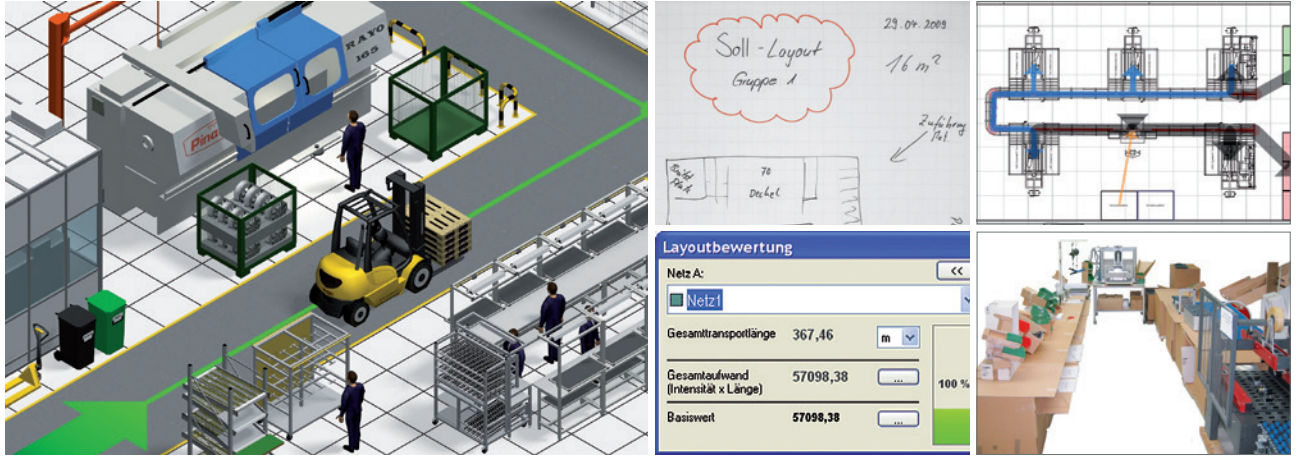 RAYO
165
Pina
Soll-Layout
Gruppe 1
29.04.2009
16 m²
Zuführung
70
Deckel
Layoutbewertung
Netz A:
<<
Netz1
Gesamttransportlänge 367,46 m
Gesamtaufwand
(Intensität x Länge) 57098,38 ...
100 %
Basiswert 57098,38 ...